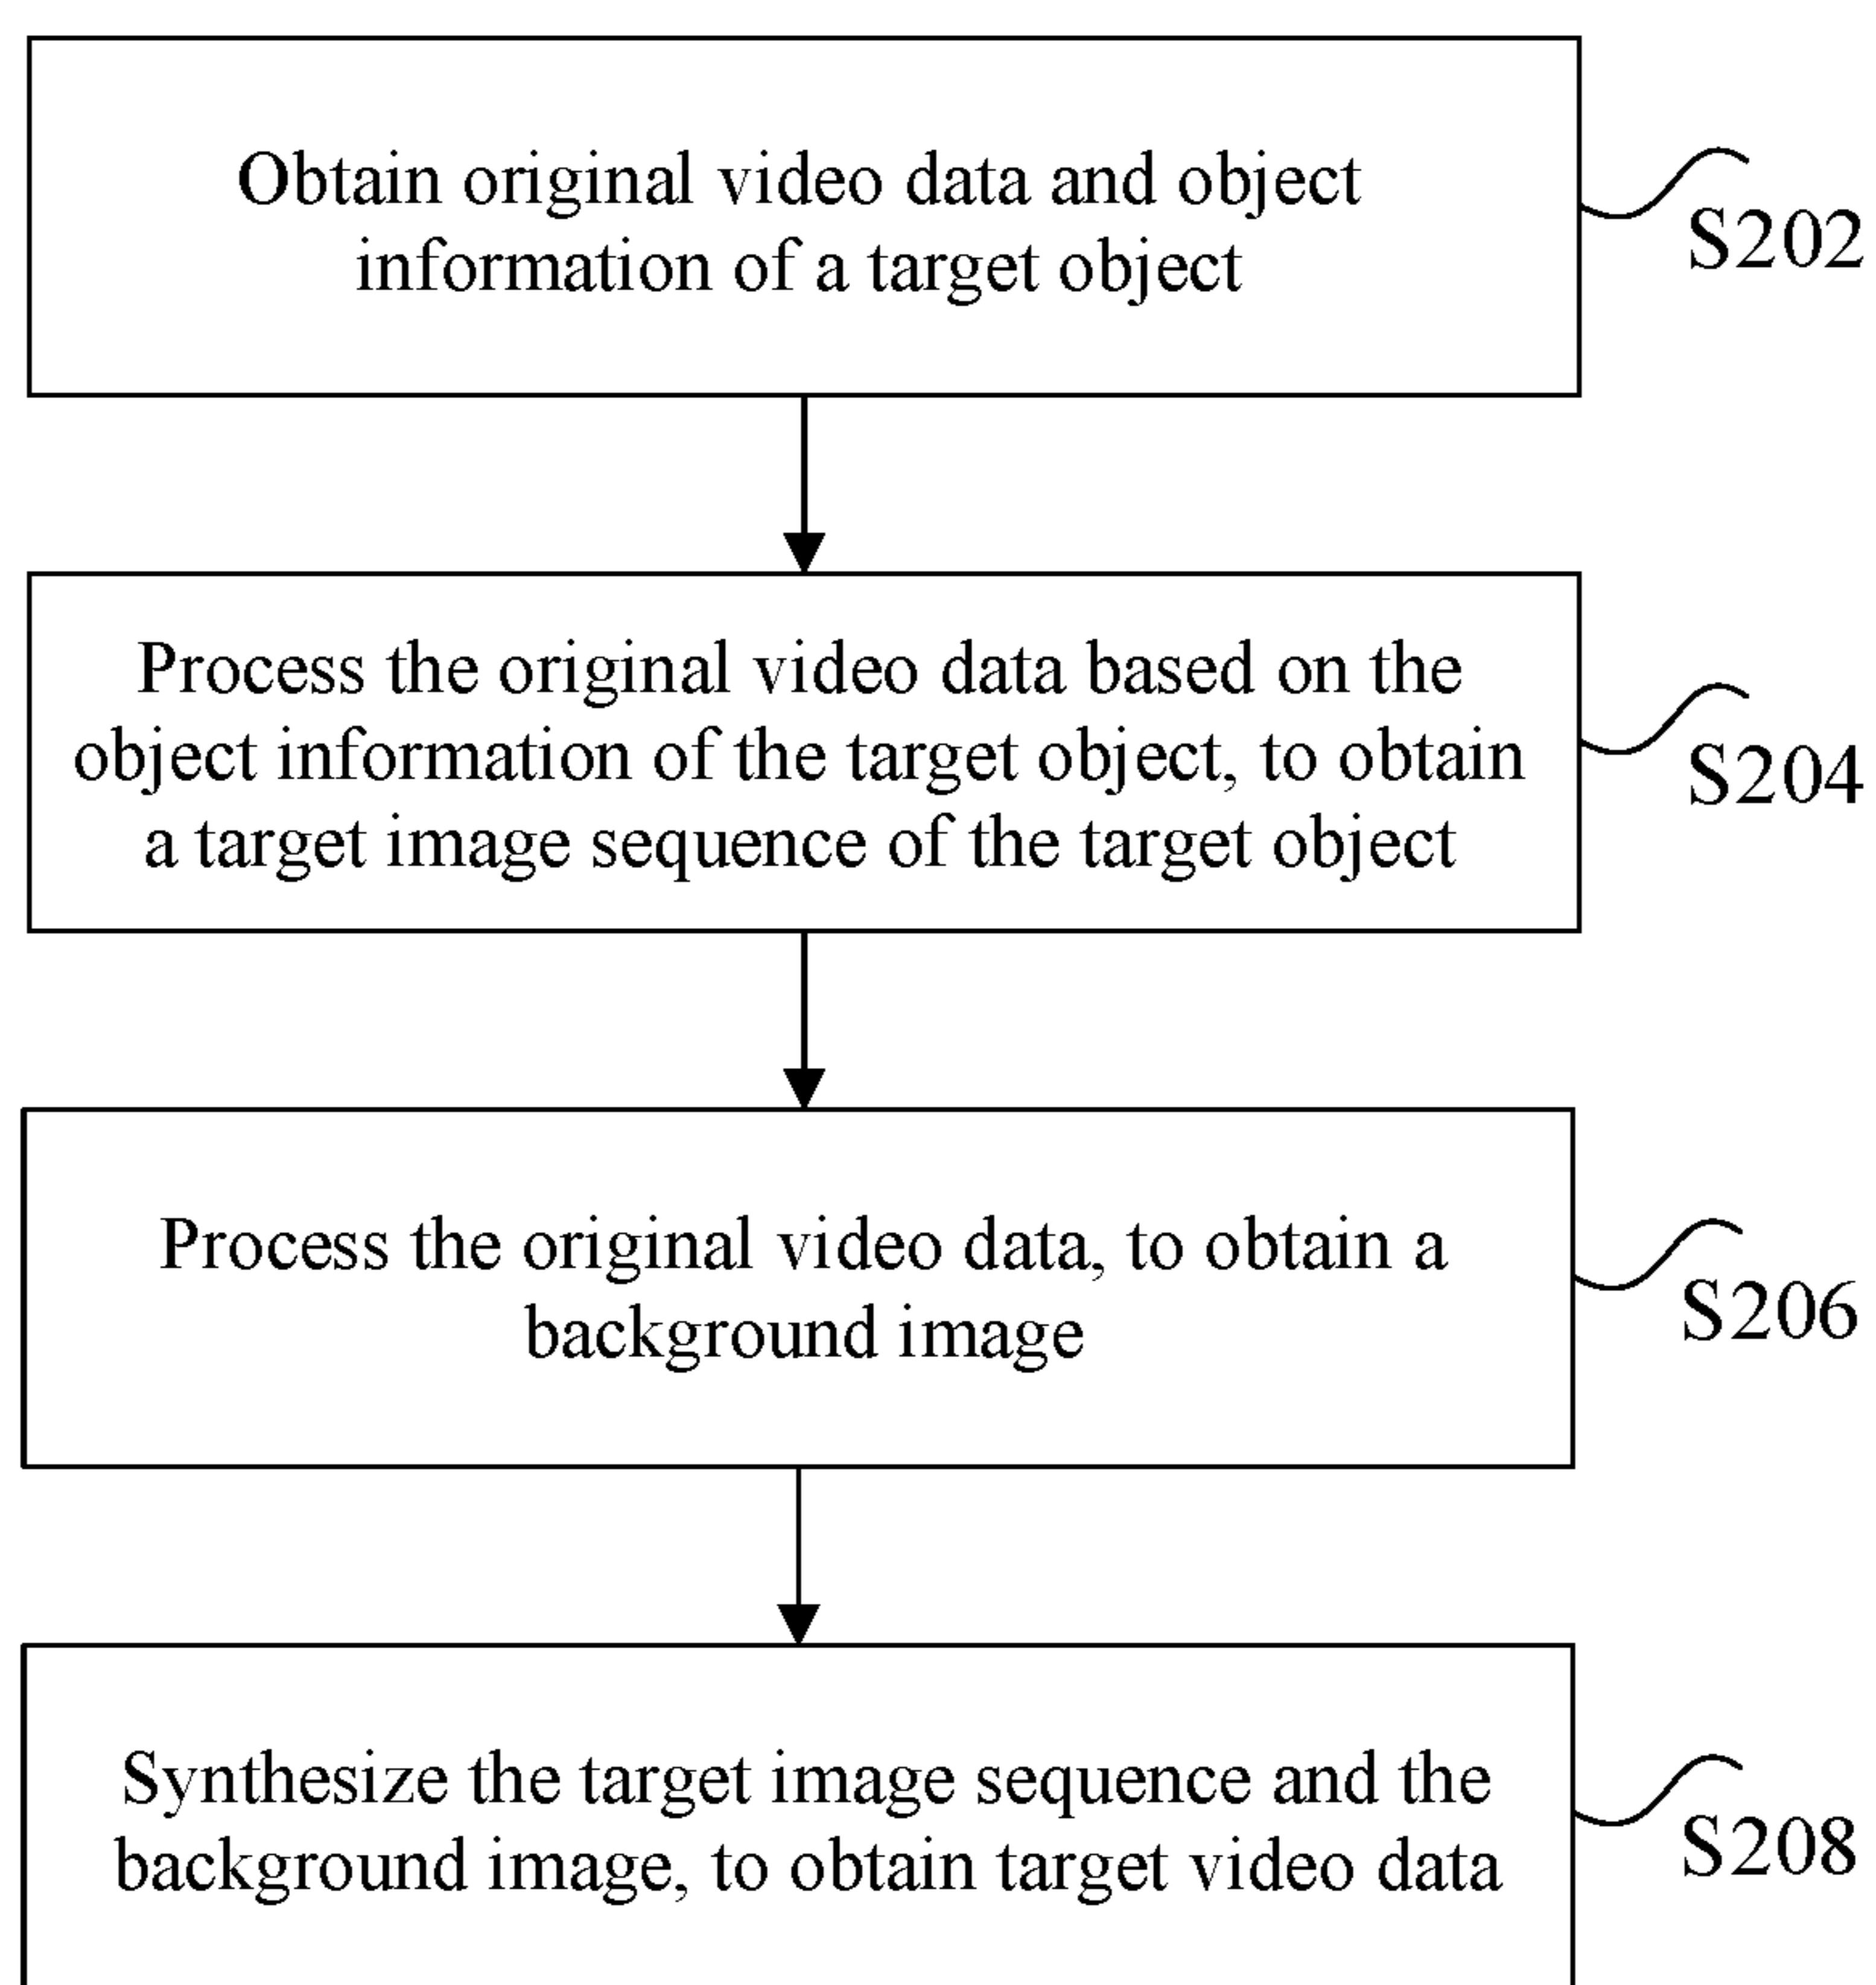 Obtain original video data and object
information of a target object
S202
Process the original video data based on the
object information of the target object, to obtain
a target image sequence of the target object
S204
Process the original video data, to obtain a
background image
S206
Synthesize the target image sequence and the
background image, to obtain target video data
S208